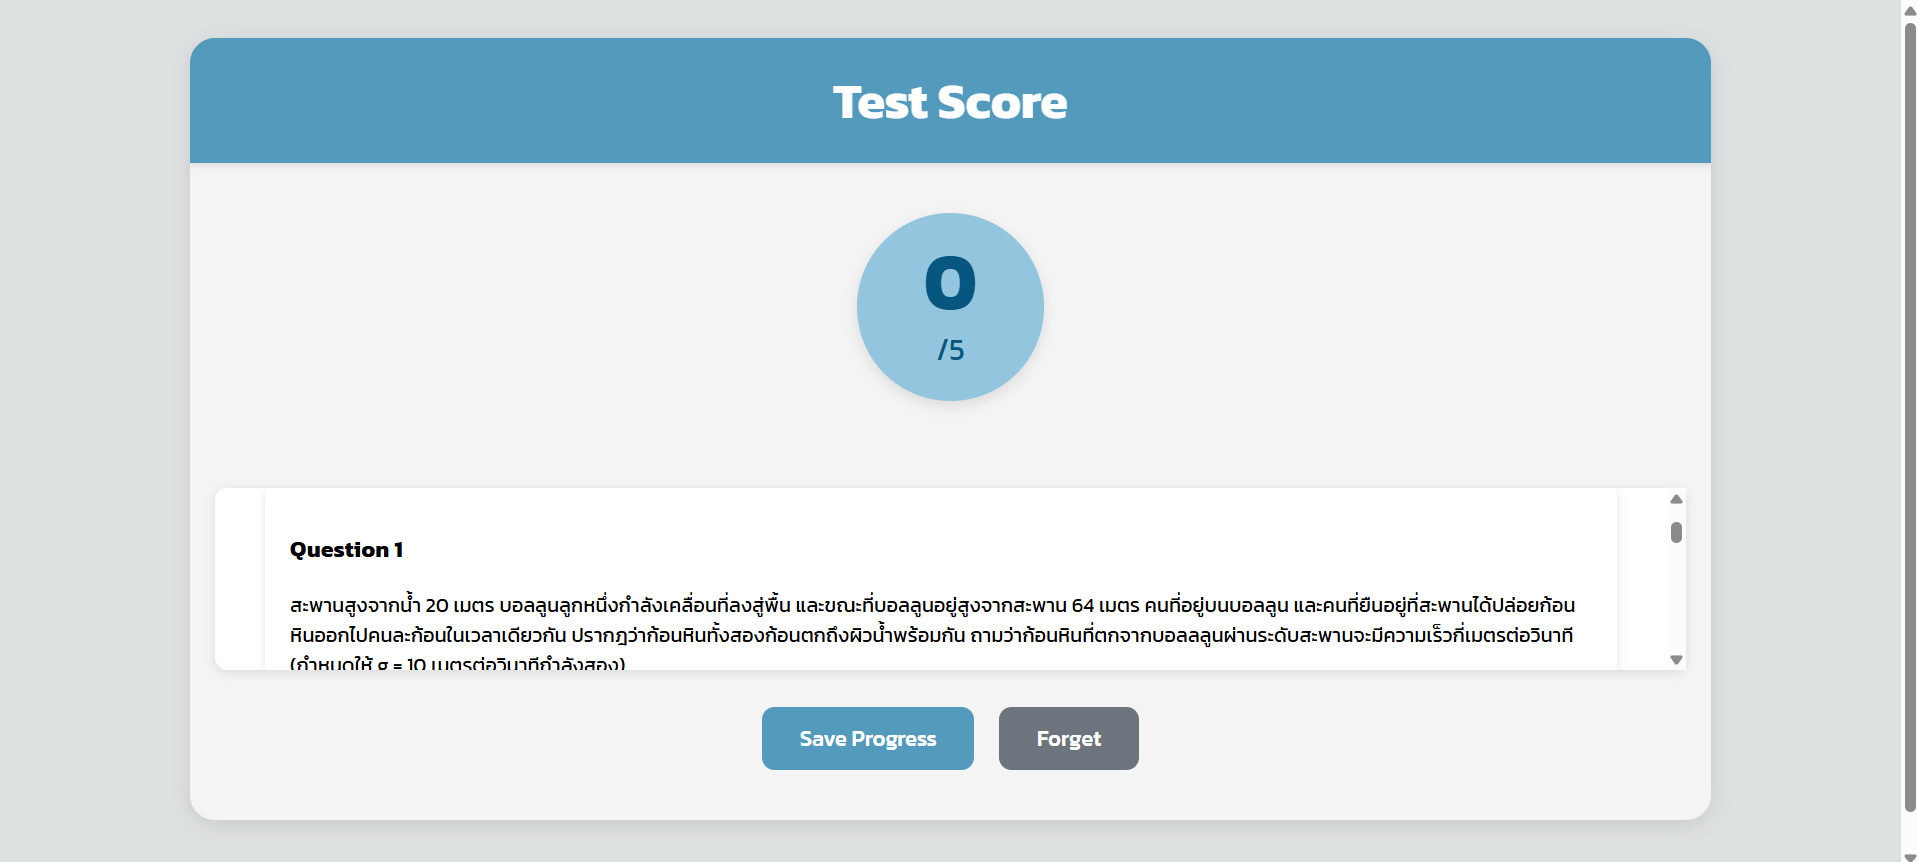 Test Score
0
/5
Question 1
สะพานสูงจากน้ำ 20 เมตร บอลลูนลูกหนึ่งกำลังเคลื่อนที่ลงสู่พื้น และขณะที่บอลลูนอยู่สูงจากสะพาน 64 เมตร คนที่อยู่บนบอลลูน และคนที่ยืนอยู่ที่สะพานได้ปล่อยก้อน
หินออกไปคนละก้อนในเวลาเดียวกัน ปรากฎว่าก้อนหินทั้งสองก้อนตกถึงผิวน้ำพร้อมกัน ถามว่าก้อนหินที่ตกจากบอลลูนผ่านระดับสะพานจะมีความเร็วกี่เมตรต่อวินาที
(กำหนดให้ g = 10 เมตรต่อวินาทีกำลังสอง)
Save Progress
Forget